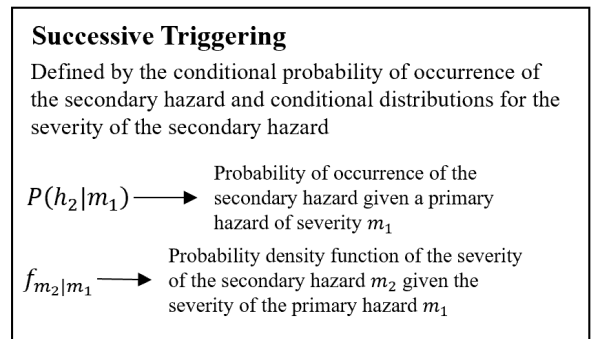 Successive Triggering
Defined by the conditional probability of occurrence of
the secondary hazard and conditional distributions for the
severity of the secondary hazard
P(h₂|m₁) → Probability of occurrence of the
secondary hazard given a primary
hazard of severity m₁
f_{m₂|m₁} → Probability density function of the severity
of the secondary hazard m₂ given the
severity of the primary hazard m₁